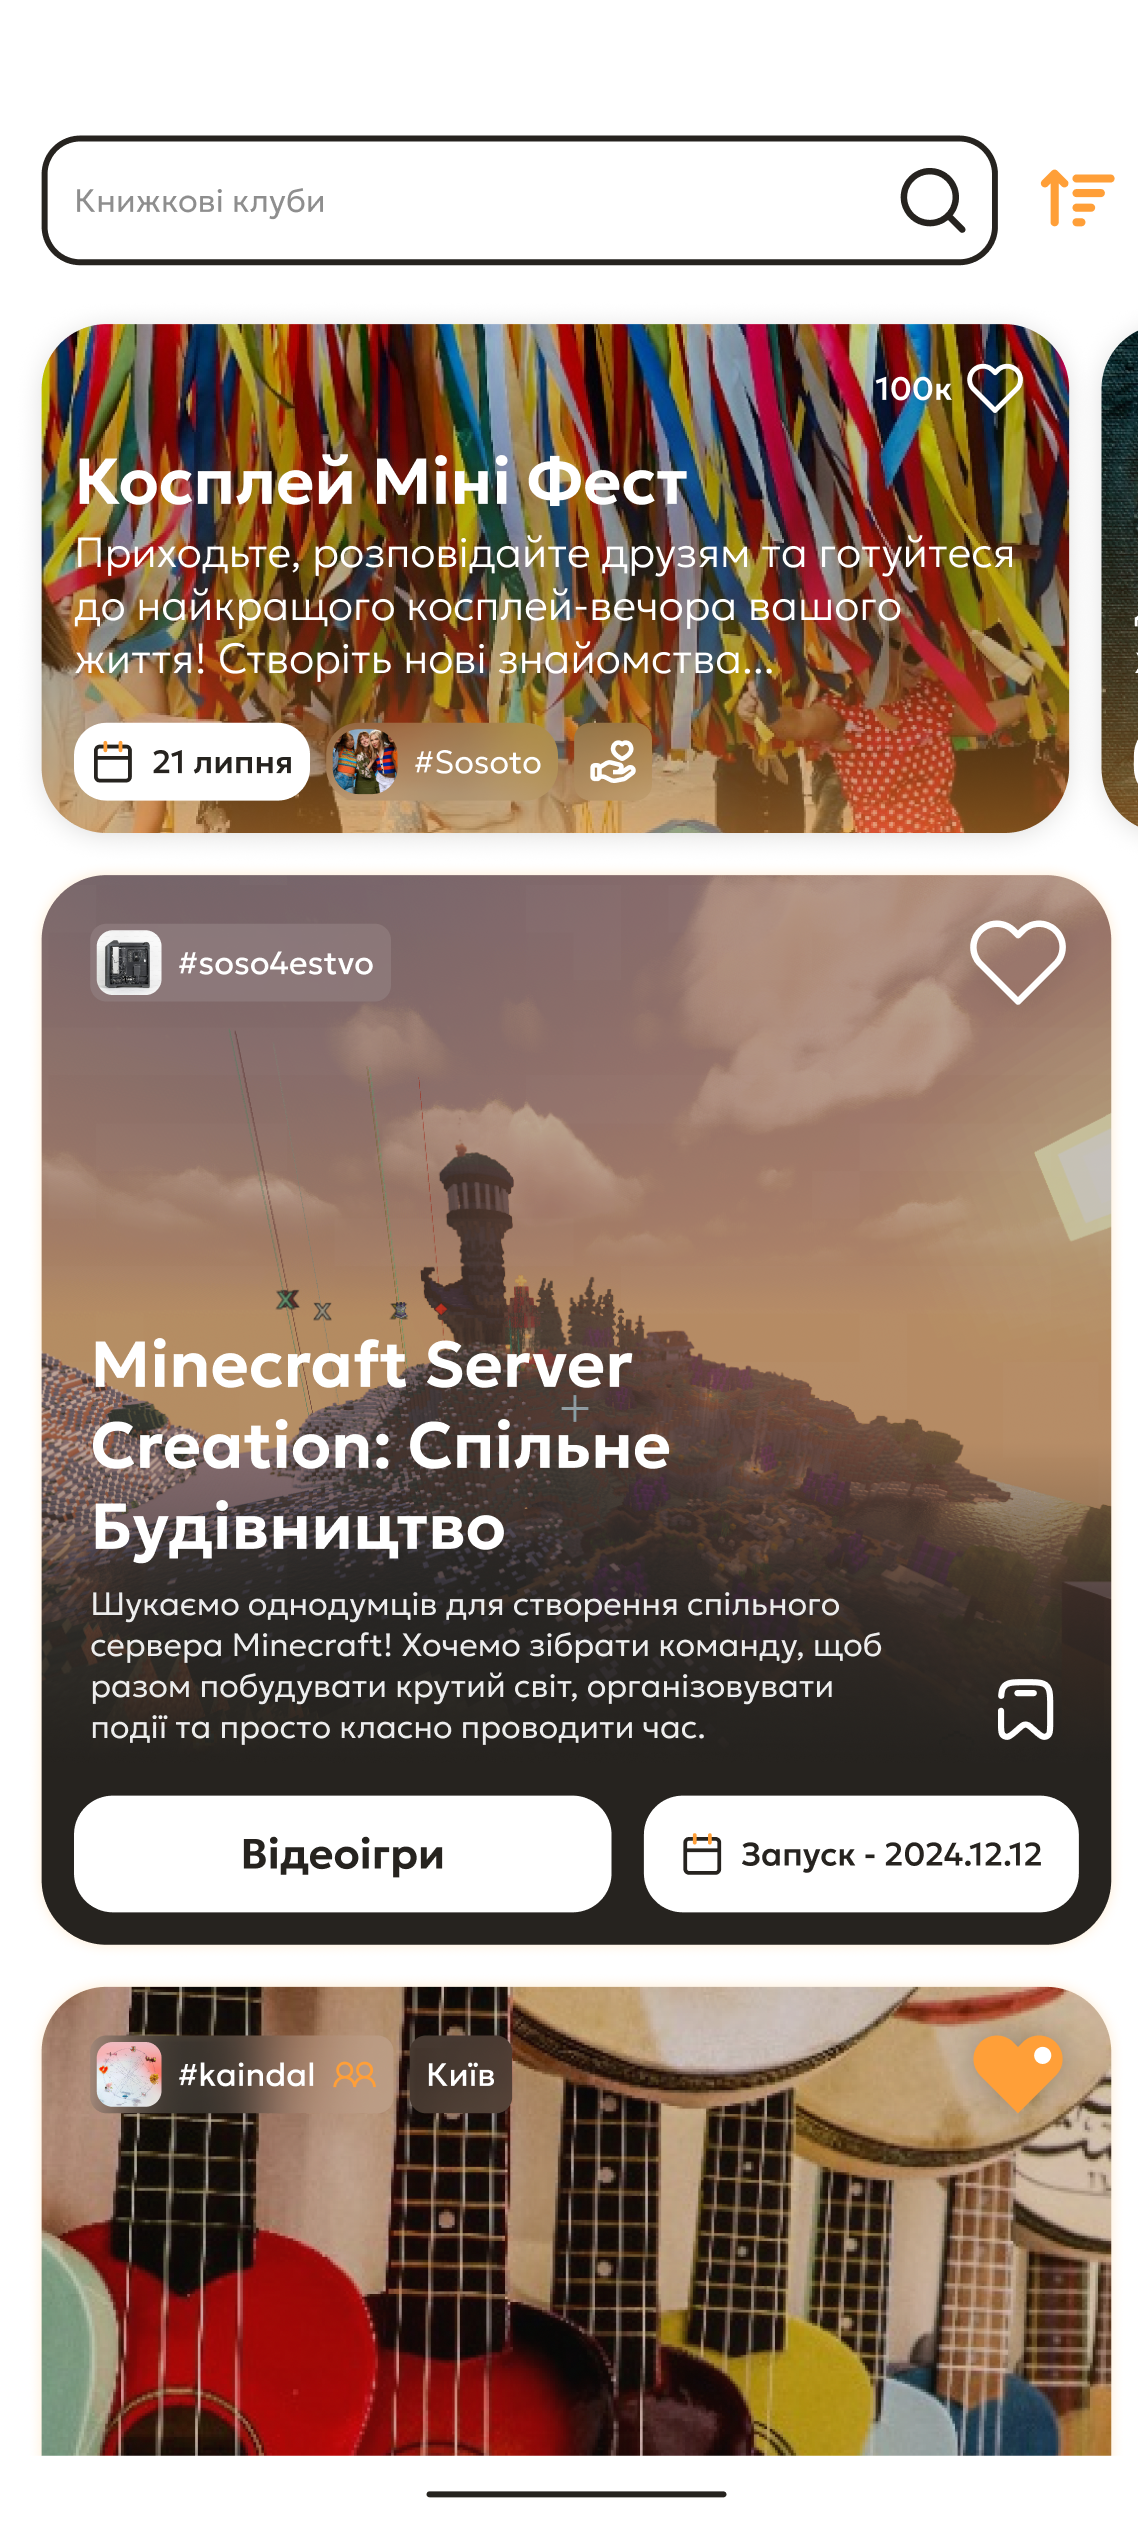 Книжкові клуби
100к
Косплей Міні Фест
Приходьте, розповідайте друзям та готуйтеся
до найкращого косплей-вечора вашого
життя! Створіть нові знайомства...
21 липня
#Sosoto
#soso4estvo
Minecraft Server
Creation: Спільне
Будівництво
Шукаємо однодумців для створення спільного
сервера Minecraft! Хочемо зібрати команду, щоб
разом побудувати крутий світ, організовувати
події та просто класно проводити час.
Відеоігри
Запуск - 2024.12.12
#kaindal
Київ